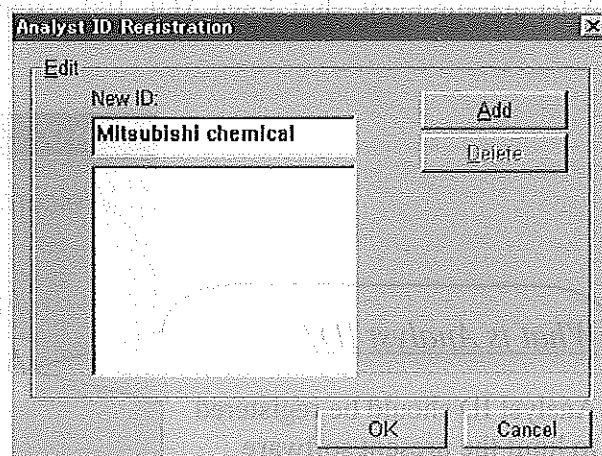 Analyst ID Registration
Edit
New ID:
Mitsubishi chemical
Add
Delete
OK
Cancel